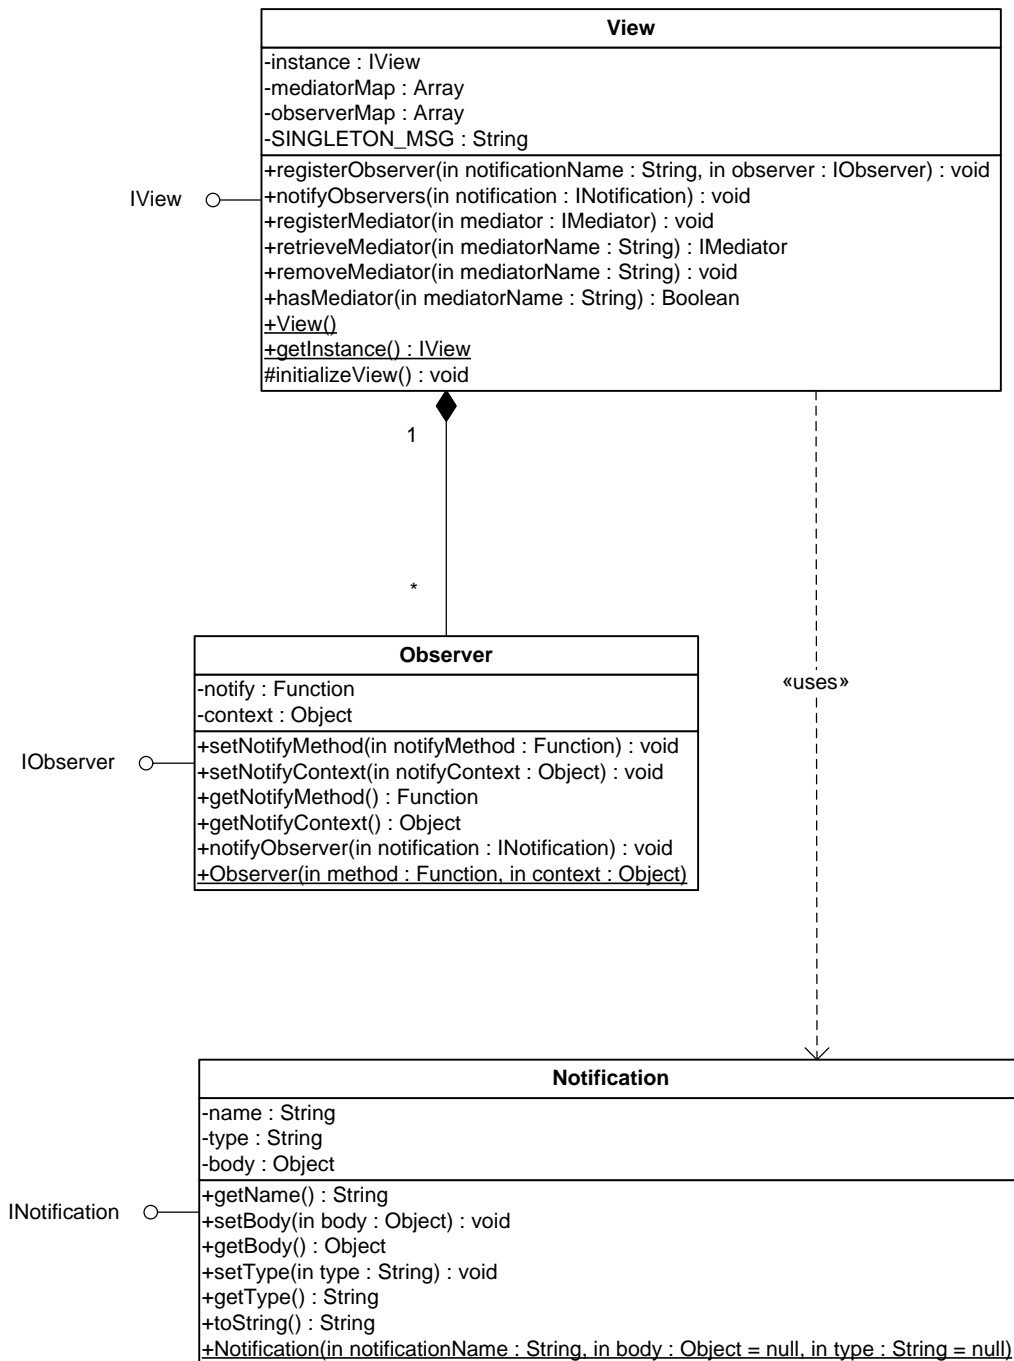 View
-instance : IView
-mediatorMap : Array
-observerMap : Array
-SINGLETON_MSG : String
+registerObserver(in notificationName : String, in observer : IObserver) : void
+notifyObservers(in notification : INotification) : void
+registerMediator(in mediator : IMediator) : void
+retrieveMediator(in mediatorName : String) : IMediator
+removeMediator(in mediatorName : String) : void
+hasMediator(in mediatorName : String) : Boolean
+View()
+getInstance() : IView
#initializeView() : void
IView
1
*
«uses»
Observer
-notify : Function
-context : Object
+setNotifyMethod(in notifyMethod : Function) : void
+setNotifyContext(in notifyContext : Object) : void
+getNotifyMethod() : Function
+getNotifyContext() : Object
+notifyObserver(in notification : INotification) : void
+Observer(in method : Function, in context : Object)
IObserver
Notification
-name : String
-type : String
-body : Object
+getName() : String
+setBody(in body : Object) : void
+getBody() : Object
+setType(in type : String) : void
+getType() : String
+toString() : String
+Notification(in notificationName : String, in body : Object = null, in type : String = null)
INotification